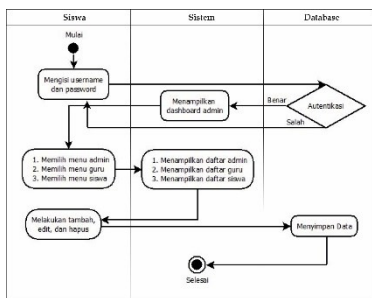 Siswa
Sistem
Database
Mulai
Mengisi username
dan password
Menampilkan
dashboard admin
Benar
Autentikasi
Salah
1. Memilih menu admin
2. Memilih menu guru
3. Memilih menu siswa
1. Menampilkan daftar admin
2. Menampilkan daftar guru
3. Menampilkan daftar siswa
Melakukan tambah,
edit, dan hapus
Menyimpan Data
Selesai